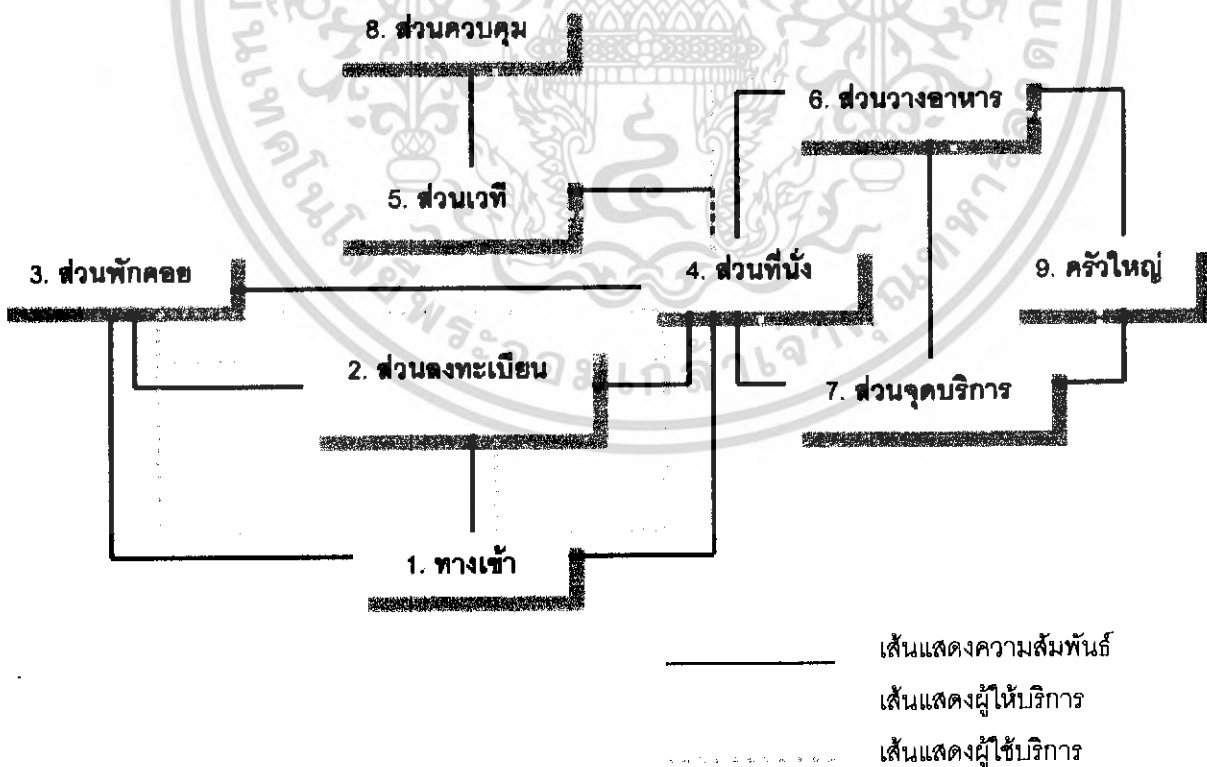 8. ส่วนควบคุม
6. ส่วนวางอาหาร
5. ส่วนเวที
3. ส่วนพักคอย
4. ส่วนที่นั่ง
9. ครัวใหญ่
2. ส่วนลงทะเบียน
7. ส่วนจุดบริการ
1. ทางเข้า
เส้นแสดงความสัมพันธ์
เส้นแสดงผู้ให้บริการ
เส้นแสดงผู้ใช้บริการ